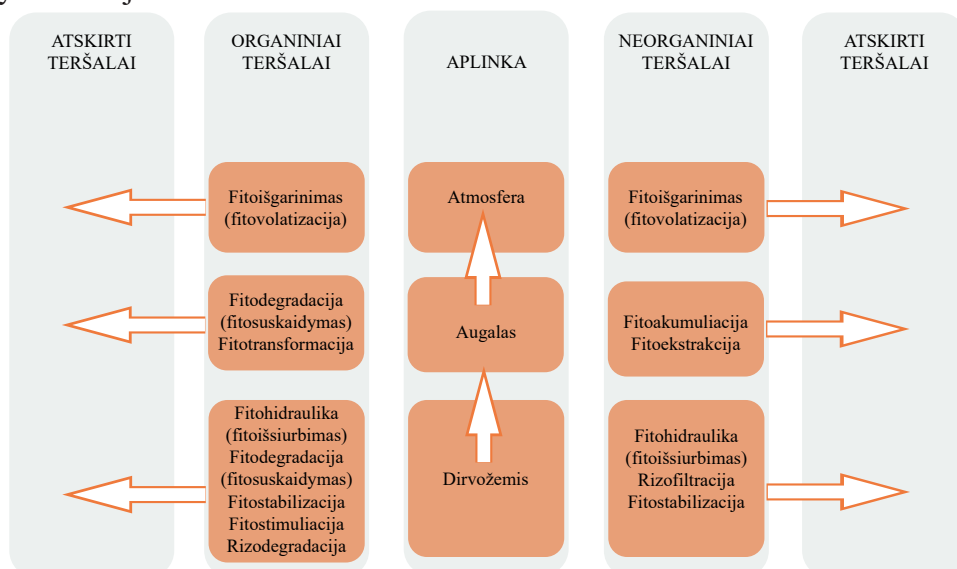 ATSKIRTI
TERŠALAI
ORGANINIAI
TERŠALAI
APLINKA
NEORGANINIAI
TERŠALAI
ATSKIRTI
TERŠALAI
Fitoišgarinimas
(fitovolatizacija)
Atmosfera
Fitoišgarinimas
(fitovolatizacija)
Fitodegradacija
(fitosuskaidymas)
Fitotransformacija
Augalas
Fitoakumuliacija
Fitoekstrakcija
Fitohidraulika
(fitoišsiurbimas)
Fitodegradacija
(fitosuskaidymas)
Fitostabilizacija
Fitostimuliacija
Rizodegradacija
Dirvožemis
Fitohidraulika
(fitoišsiurbimas)
Rizofiltracija
Fitostabilizacija